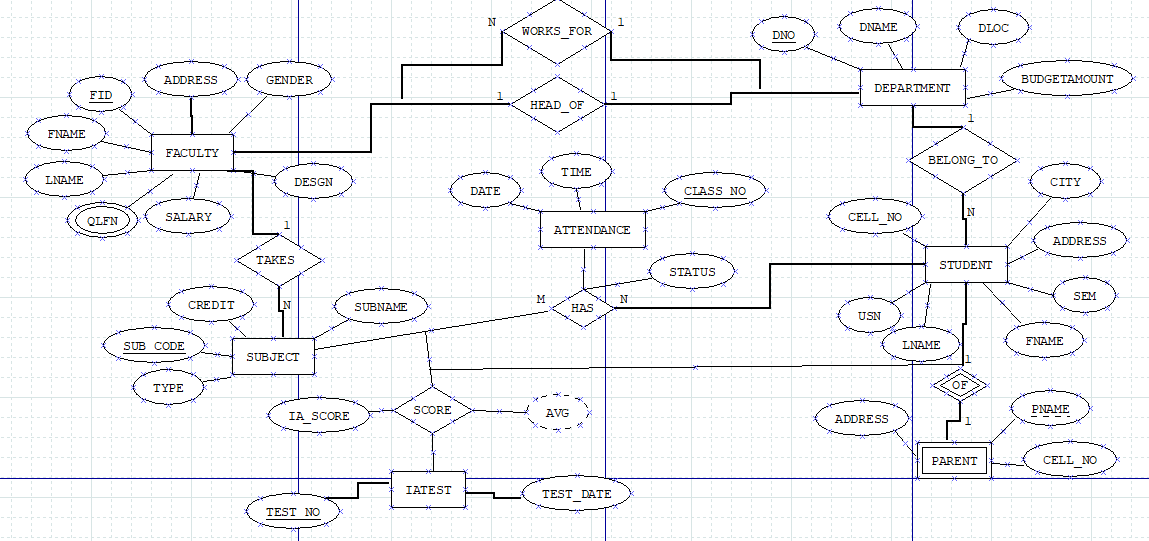 N
WORKS_FOR
1
DNO
DNAME
DLOC
ADDRESS
GENDER
BUDGETAMOUNT
FID
1
HEAD_OF
1
DEPARTMENT
FNAME
FACULTY
1
BELONG_TO
LNAME
DESGN
DATE
TIME
CLASS_NO
CITY
QLFN
SALARY
1
CELL_NO
N
ATTENDANCE
ADDRESS
TAKES
STATUS
STUDENT
CREDIT
N
SUBNAME
M
HAS
N
SEM
USN
SUB_CODE
SUBJECT
LNAME
FNAME
TYPE
1
OF
IA_SCORE
SCORE
AVG
ADDRESS
1
PNAME
PARENT
CELL_NO
IATEST
TEST_DATE
TEST_NO